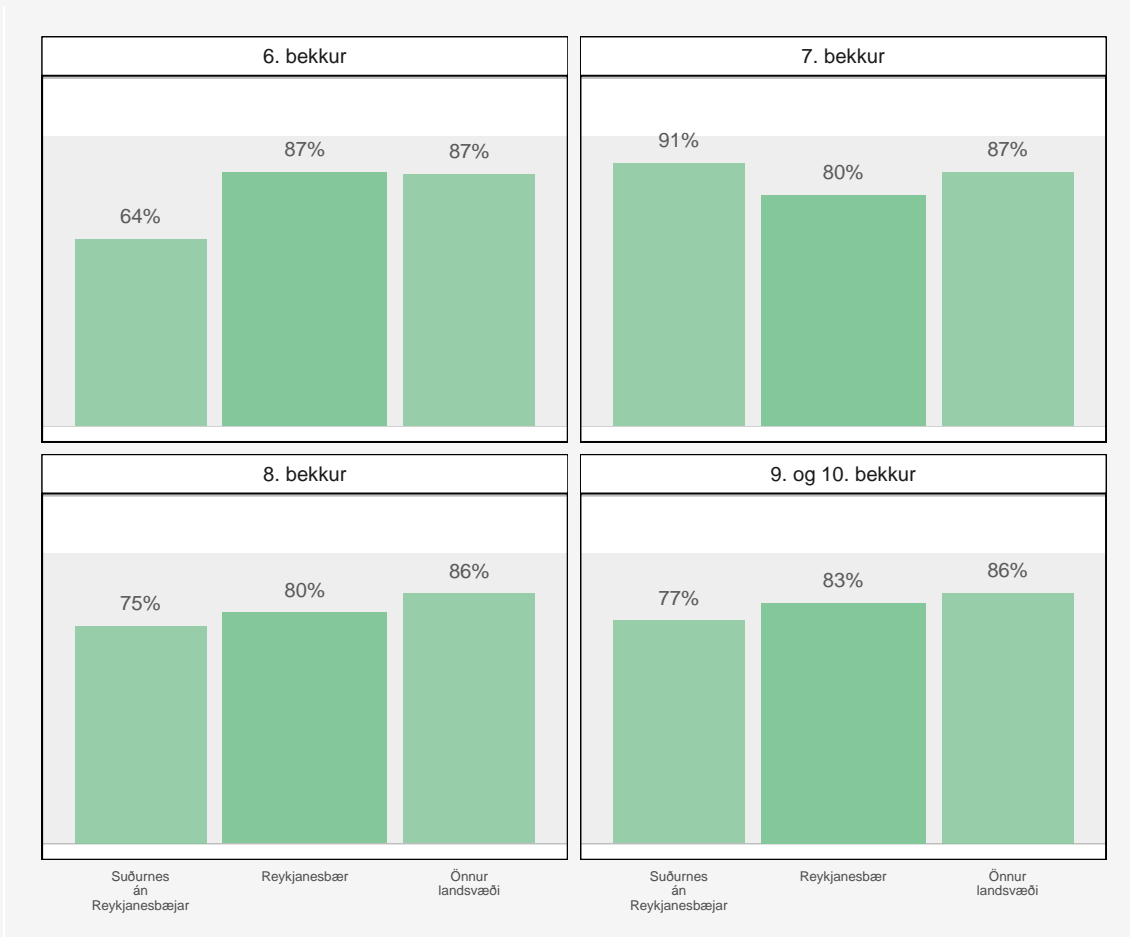 6. bekkur
7. bekkur
64%
87%
87%
91%
80%
87%
8. bekkur
9. og 10. bekkur
75%
80%
86%
77%
83%
86%
Suðurnes
án
Reykjanesbæjar
Reykjanesbær
Önnur
landsvæði
Suðurnes
án
Reykjanesbæjar
Reykjanesbær
Önnur
landsvæði